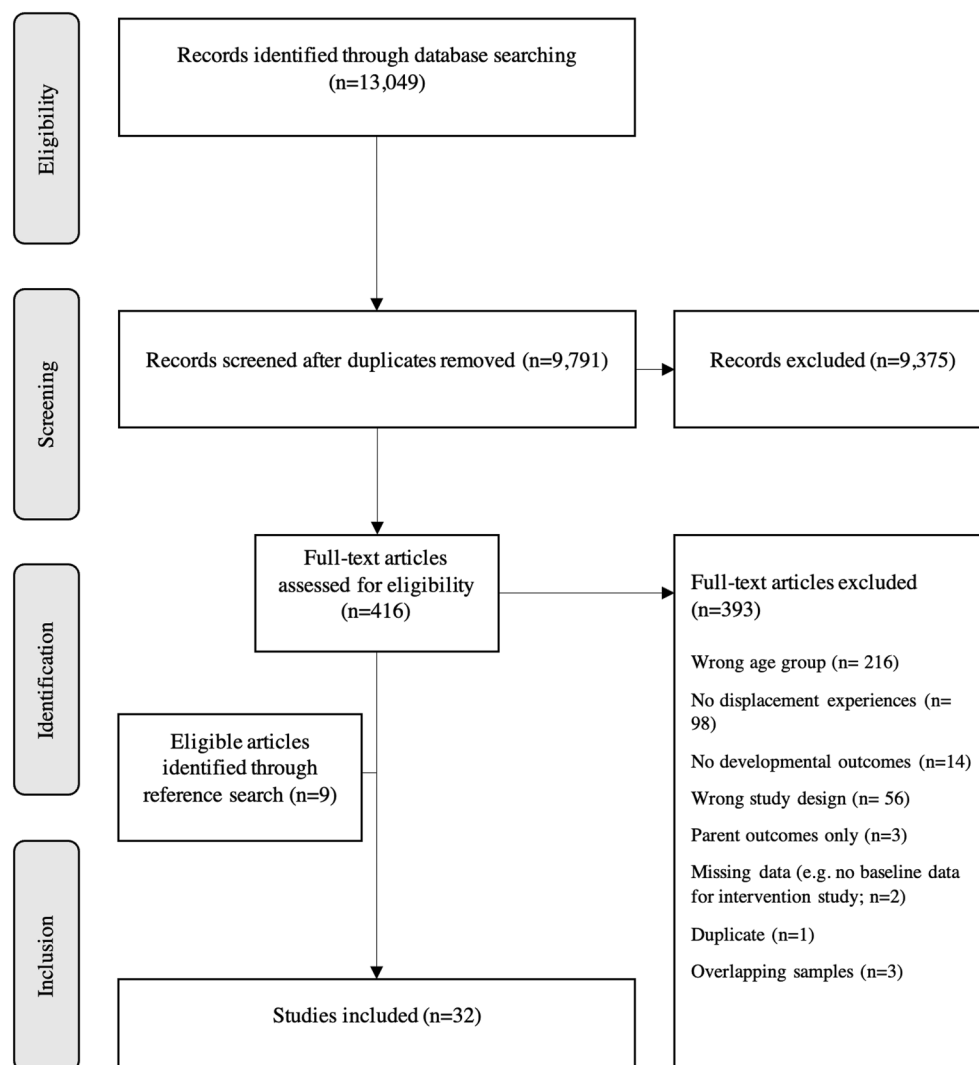 Eligibility
Records identified through database searching
(n=13,049)
Screening
Records screened after duplicates removed (n=9,791)
Records excluded (n=9,375)
Identification
Full-text articles
assessed for eligibility
(n=416)
Eligible articles
identified through
reference search (n=9)
Full-text articles excluded
(n=393)
Wrong age group (n= 216)
No displacement experiences (n=
98)
No developmental outcomes (n=14)
Wrong study design (n= 56)
Parent outcomes only (n=3)
Missing data (e.g. no baseline data
for intervention study; n=2)
Duplicate (n=1)
Overlapping samples (n=3)
Inclusion
Studies included (n=32)